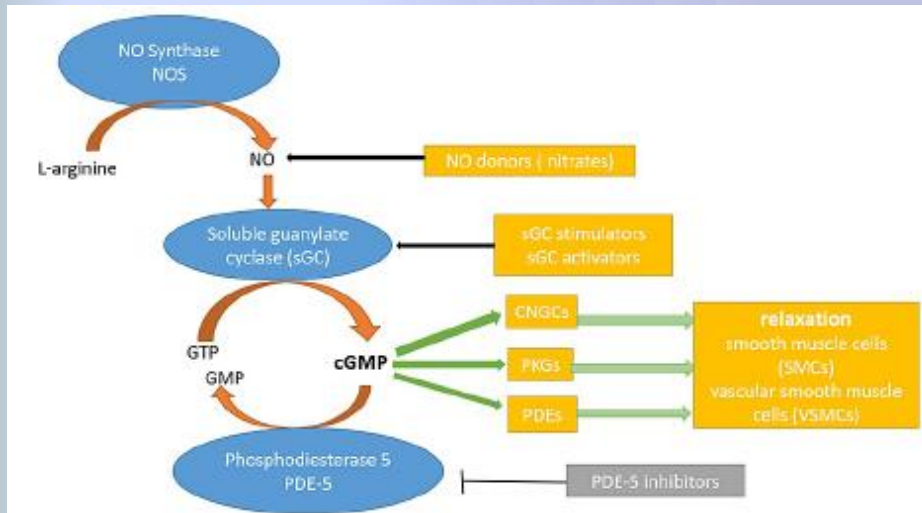 NO Synthase
NOS
L-arginine
NO
NO donors ( nitrates)
Soluble guanylate
cyclase (sGC)
sGC stimulators
sGC activators
GTP
GMP
cGMP
CNGCs
PKGs
PDEs
relaxation
smooth muscle cells
(SMCs)
vascular smooth muscle
cells (VSMCs)
Phosphodiesterase 5
PDE-5
PDE-5 inhibitors